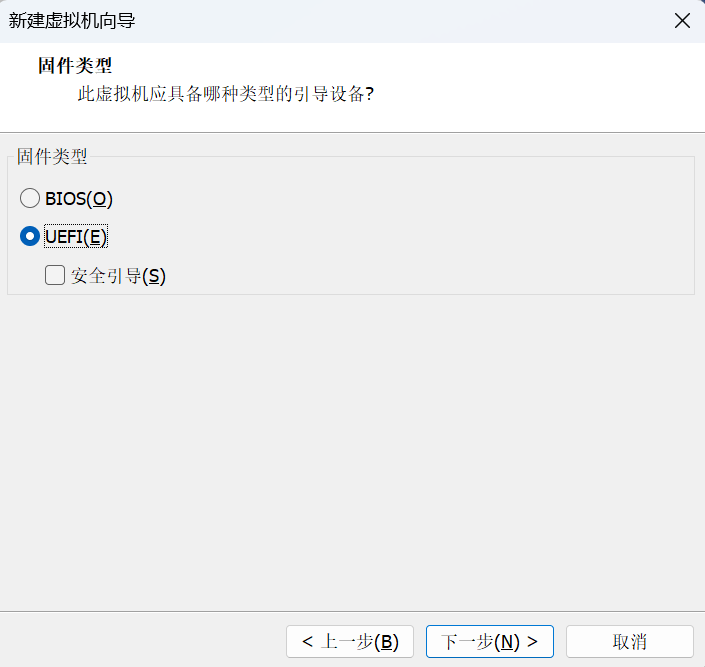 新建虚拟机向导
固件类型
此虚拟机应具备哪种类型的引导设备?
固件类型
BIOS(O)
UEFI(E)
安全引导(S)
< 上一步(B) 下一步(N) > 取消